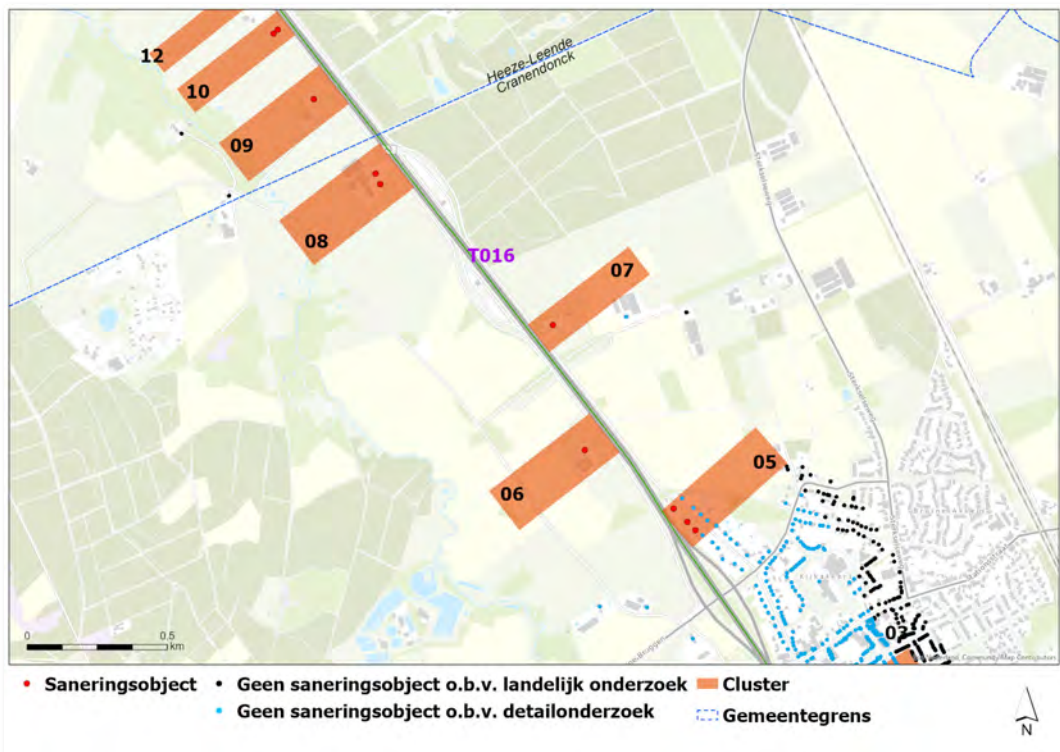 12
10
09
Heeze-Leende
Cranendonck
08
T016
07
06
05
02
0
0.5
km
Saneringsobject
Geen saneringsobject o.b.v. landelijk onderzoek
Cluster
Geen saneringsobject o.b.v. detailonderzoek
Gemeentegrens
N